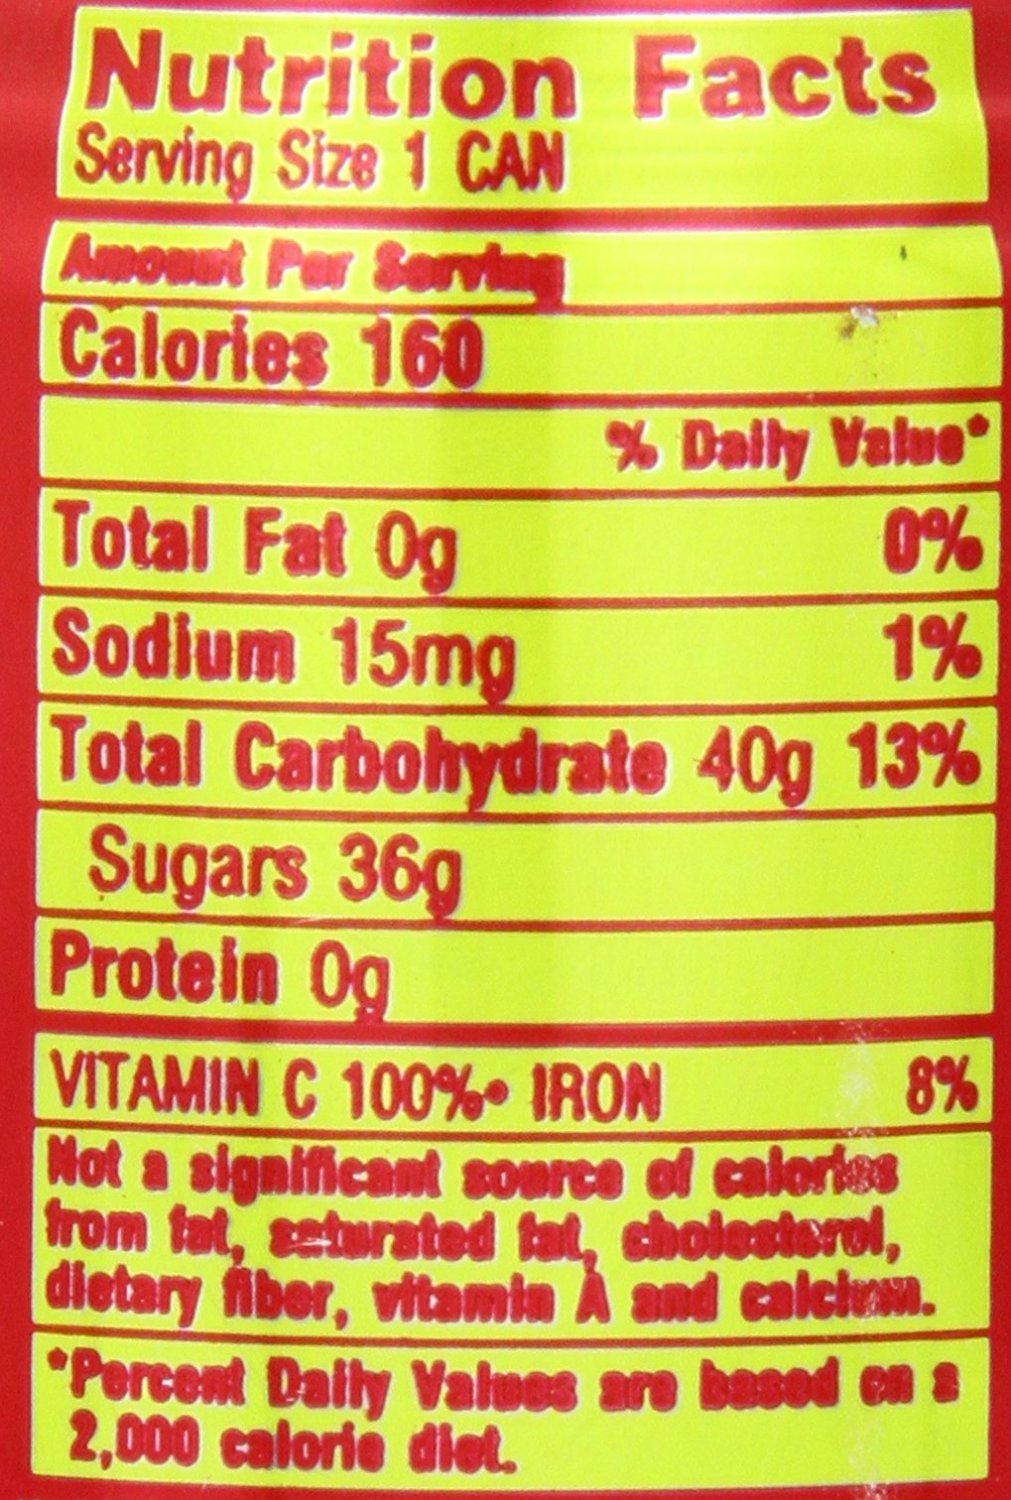 Nutrition Facts
Serving Size 1 CAN
Amount Per Serving
Calories 160
% Daily Value*
Total Fat 0g 0%
Sodium 15mg 1%
Total Carbohydrate 40g 13%
Sugars 36g
Protein 0g
VITAMIN C 100%• IRON 8%
Not a significant source of calories
from fat, saturated fat, cholesterol,
dietary fiber, vitamin A and calcium.
*Percent Daily Values are based on a
2,000 calorie diet.